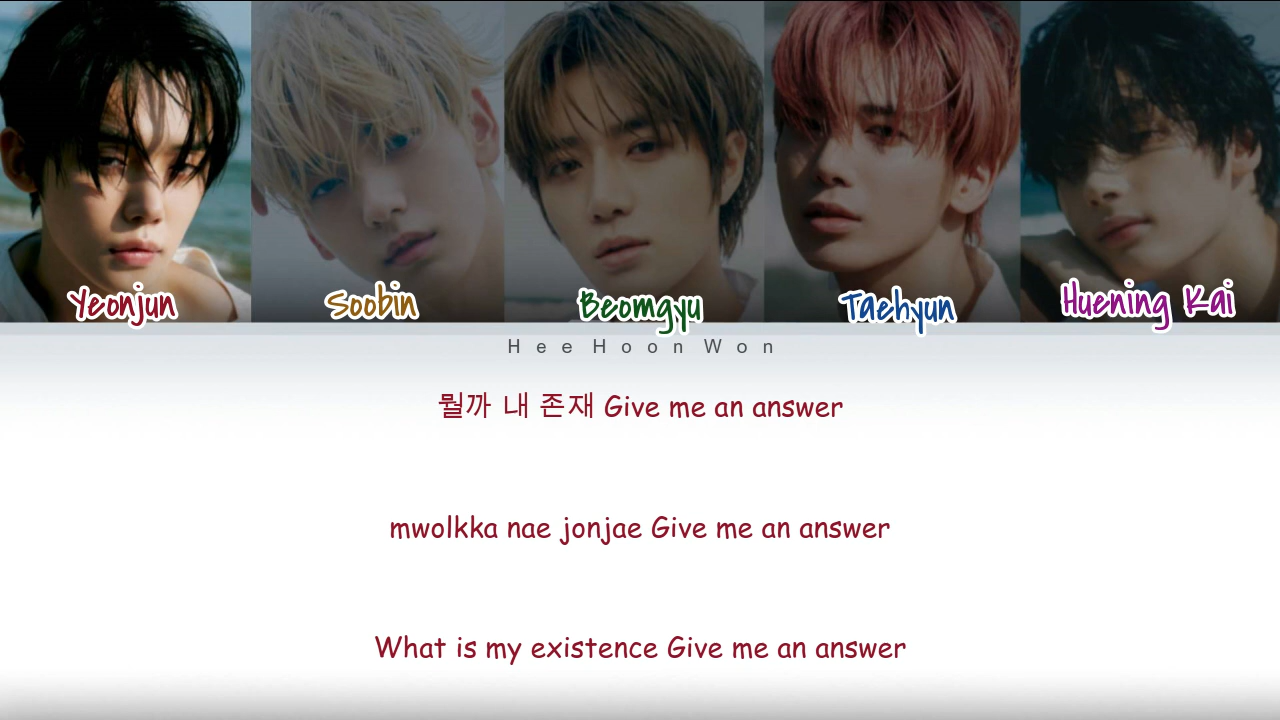 Yeonjun
Soobin
Beomgyu
Taehyun
Huening Kai
HeeHoonWon
뭘까 내 존재 Give me an answer
mwolkka nae jonjae Give me an answer
What is my existence Give me an answer